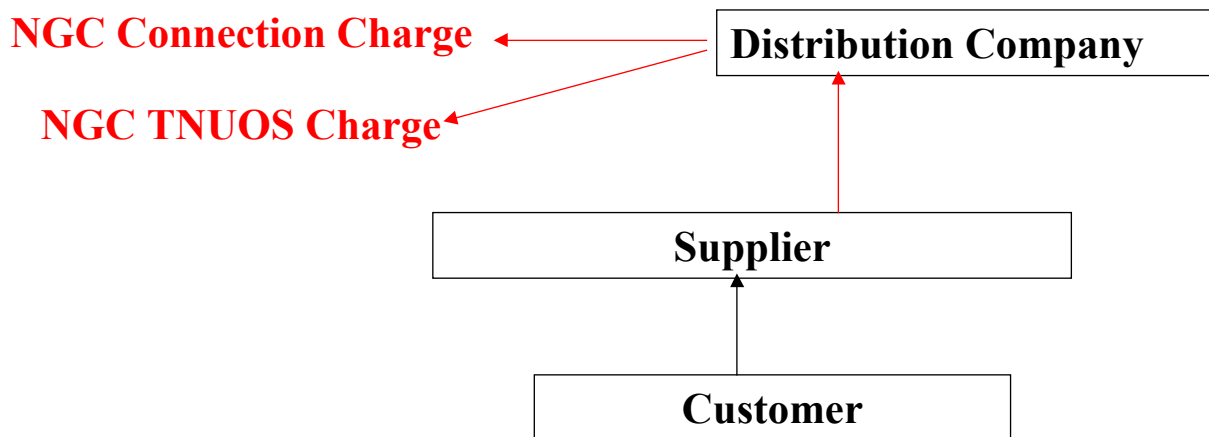 NGC Connection Charge
Distribution Company
NGC TNUOS Charge
Supplier
Customer